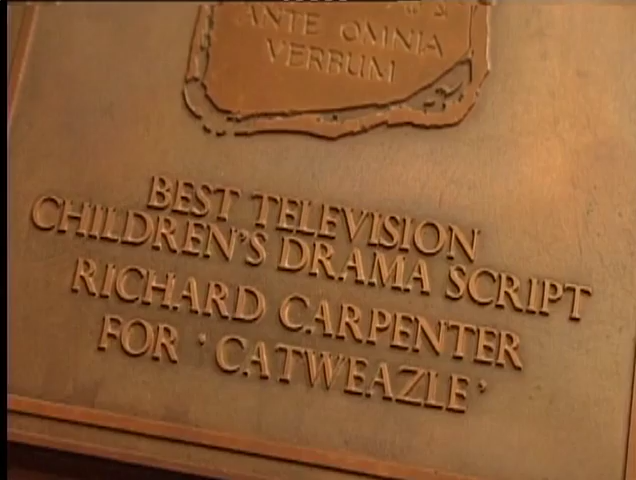 ANTE OMNIA
VERBUM
BEST TELEVISION
CHILDREN'S DRAMA SCRIPT
RICHARD CARPENTER
FOR 'CATWEAZLE'